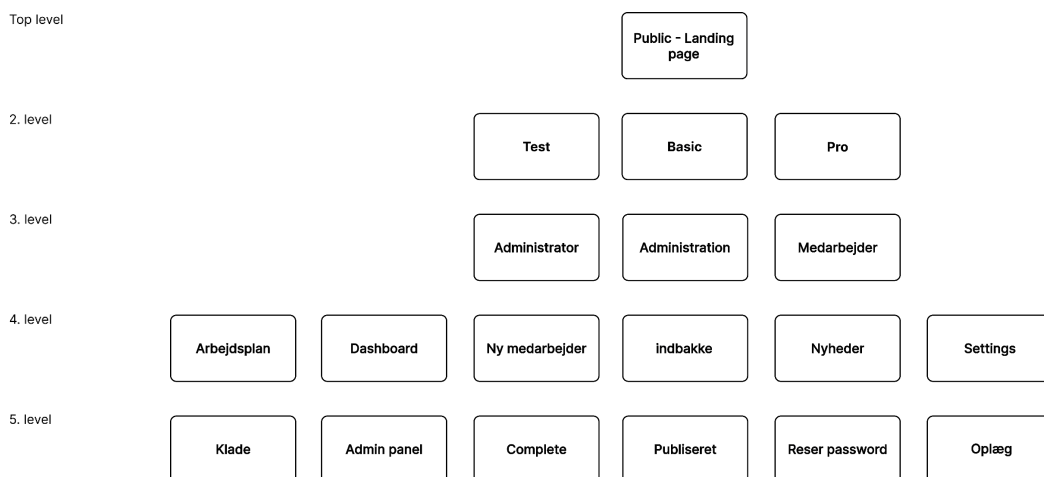 Top level
Public - Landing
page
2. level
Test
Basic
Pro
3. level
Administrator
Administration
Medarbejder
4. level
Arbejdsplan
Dashboard
Ny medarbejder
indbakke
Nyheder
Settings
5. level
Klade
Admin panel
Complete
Publiseret
Reser password
Oplæg